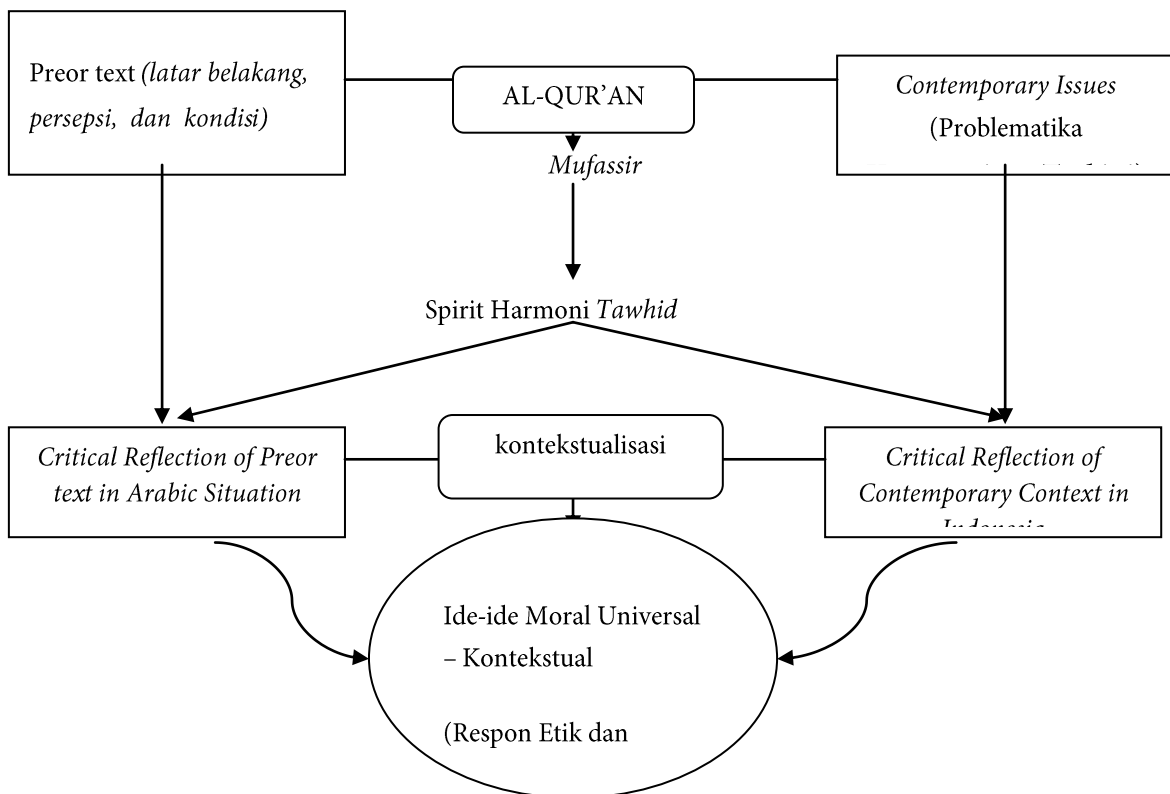 Preor text (latar belakang,
persepsi, dan kondisi)
AL-QUR’AN
Mufassir
Contemporary Issues
(Problematika
Spirit Harmoni Tawhid
Critical Reflection of Preor
text in Arabic Situation
kontekstualisasi
Critical Reflection of
Contemporary Context in
Ide-ide Moral Universal
– Kontekstual
(Respon Etik dan